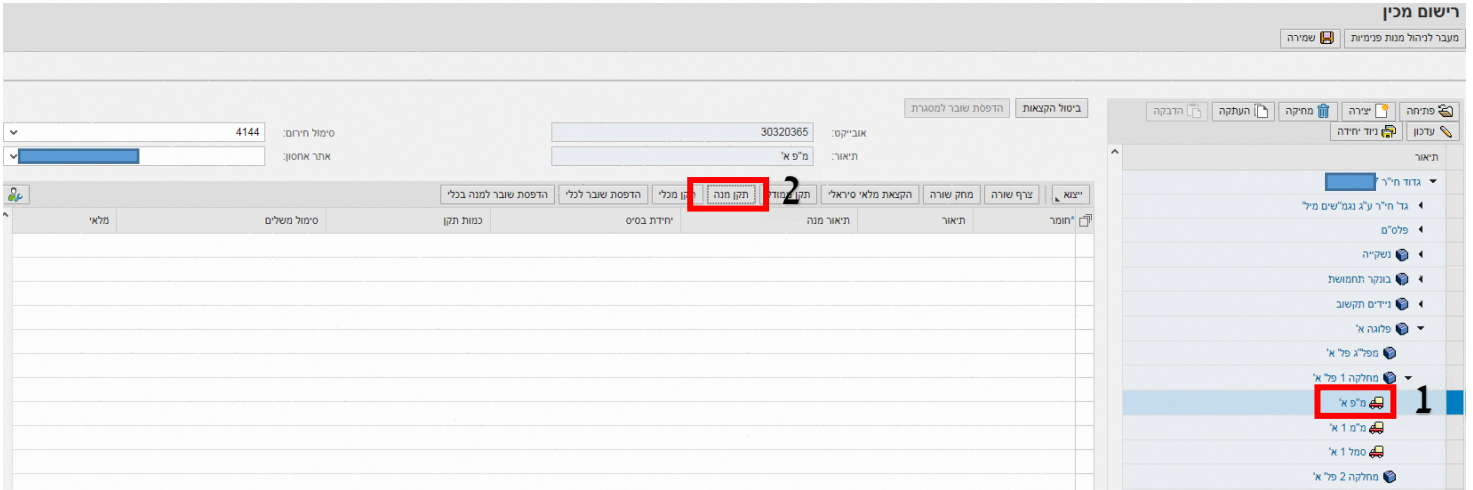 רישום מכין
מעבר לניהול מנות פנימיות שמירה
פתיחה יצירה מחיקה העתקה הדבקה
עדכון ניוד יחידה
תיאור
גדוד חי"ר
גד' חי"ר ע"ג נגמ"שים מיל'
פלס"ם
נשקייה
בונקר תחמושת
ניידים תקשוב
פלוגה א'
מפל"ג פל' א'
מחלקה 1 פל' א'
מ"פ א' 1
מ"מ 1 א'
סמל 1 א'
מחלקה 2 פל' א'
ביטול הקצאות הדפסת שובר למסגרת
אובייקט: 30320365 סימול חירום: 4144
תיאור: מ"פ א' אתר אחסון:
ייצוא צרף שורה מחק שורה הקצאת מלאי סיראלי תקן ממודל 2 תקן מנה תקן מכלי הדפסת שובר לכלי הדפסת שובר למנה בכלי
*חומר תיאור תיאור מנה יחידת בסיס כמות תקן סימול משלים מלאי